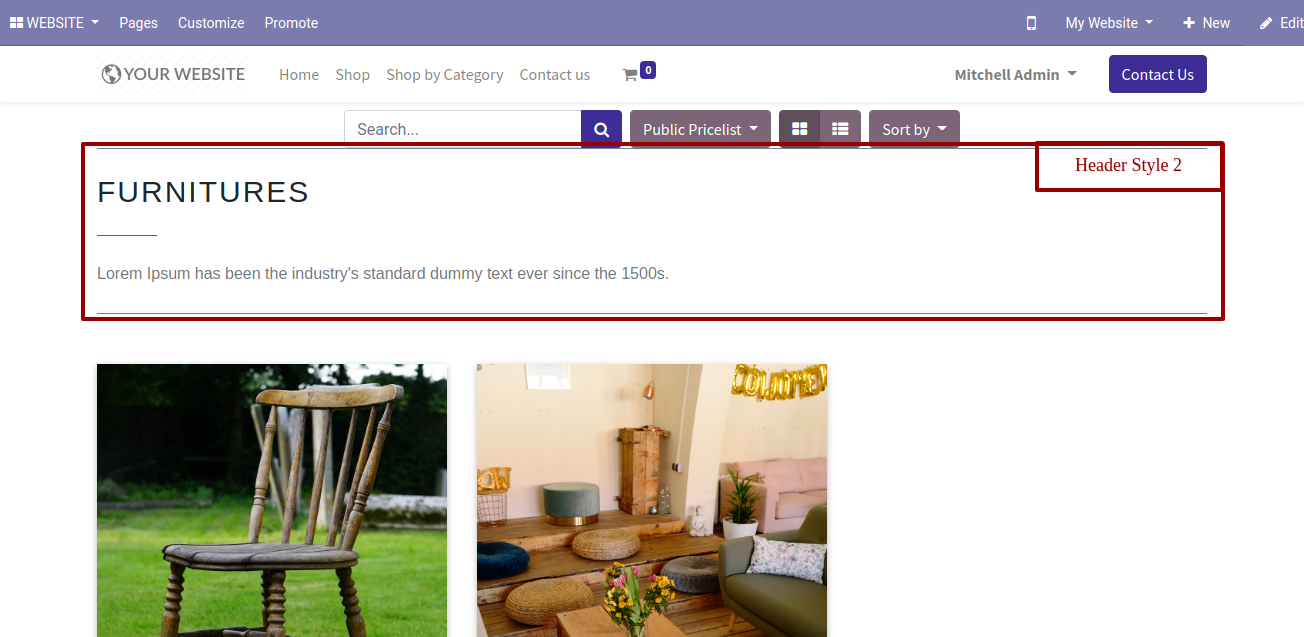 WEBSITE Pages Customize Promote My Website New Edit
YOUR WEBSITE Home Shop Shop by Category Contact us 0 Mitchell Admin Contact Us
Search... Public Pricelist Sort by
Header Style 2
FURNITURES
Lorem Ipsum has been the industry's standard dummy text ever since the 1500s.